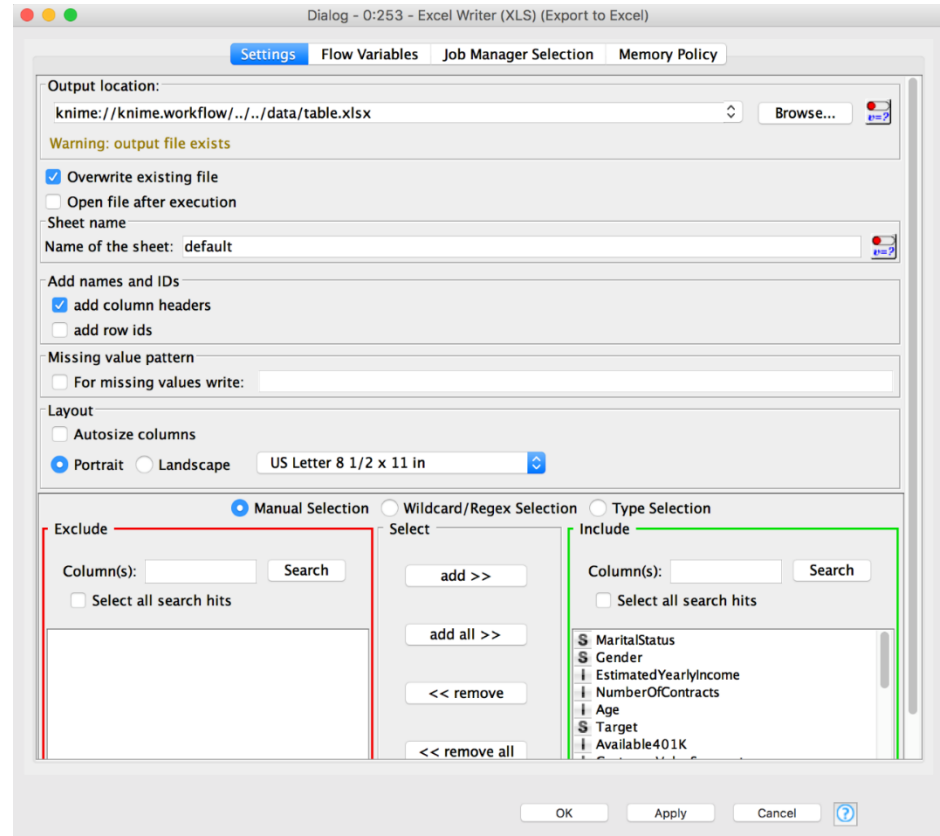 Dialog - 0:253 - Excel Writer (XLS) (Export to Excel)
Settings Flow Variables Job Manager Selection Memory Policy
Output location:
knime://knime.workflow/../../data/table.xlsx Browse... v=?
Warning: output file exists
Overwrite existing file
Open file after execution
Sheet name
Name of the sheet: default v=?
Add names and IDs
add column headers
add row ids
Missing value pattern
For missing values write:
Layout
Autosize columns
Portrait Landscape US Letter 8 1/2 x 11 in
Manual Selection Wildcard/Regex Selection Type Selection
Exclude Select Include
Column(s): Search add >> Column(s): Search
Select all search hits Select all search hits
add all >>
S MaritalStatus
S Gender
I EstimatedYearlyIncome
<< remove I NumberOfContracts
I Age
S Target
<< remove all I Available401K
OK Apply Cancel ?